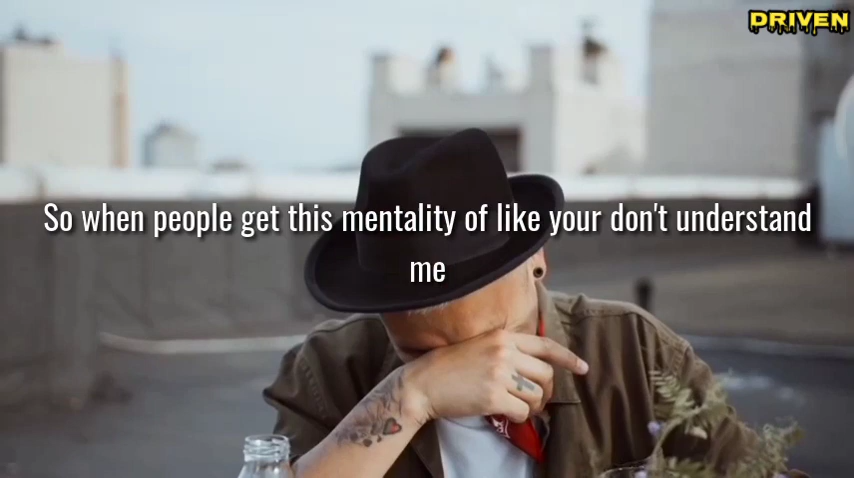 DRIVEN
So when people get this mentality of like your don't understand
me